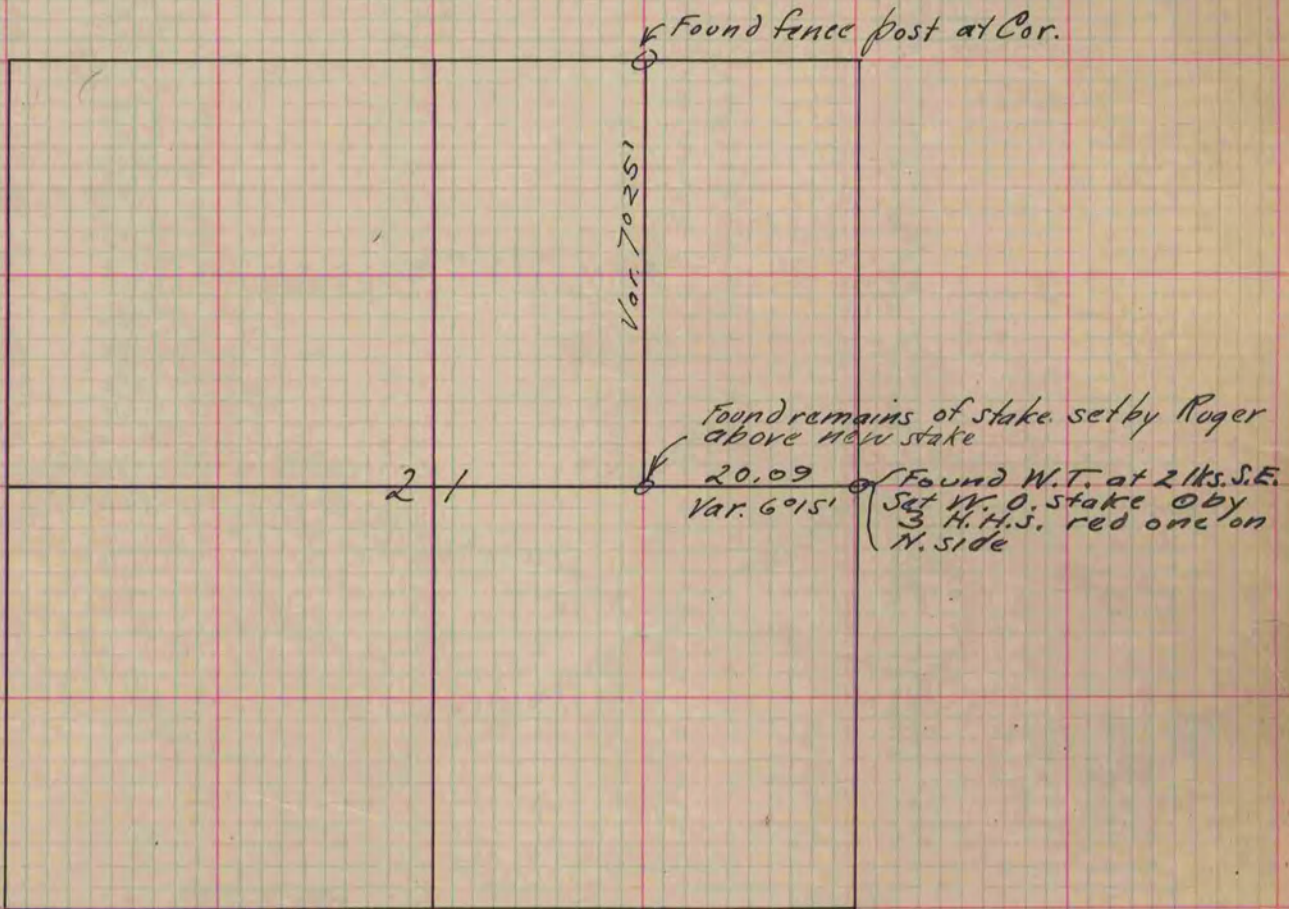 Found fence post at Cor.
Var. 7° 25'
Found remains of stake set by Ruger
above new stake
2 1
20.09
Var. 6° 15'
Found W.T. at 2 lks. S.E.
Set W. O. stake by
3 H.H.S. red one on
N. side